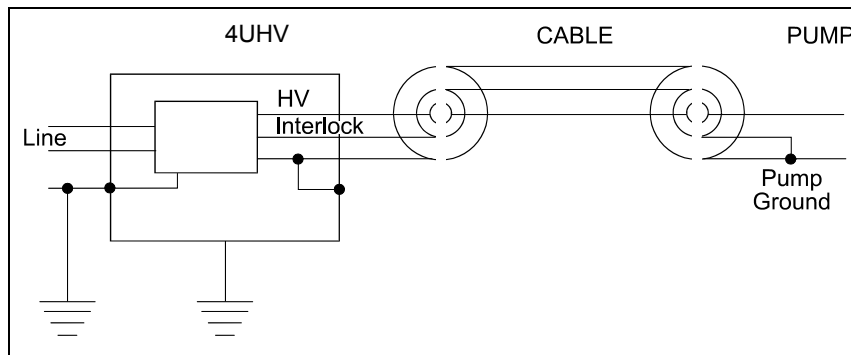 4UHV
CABLE
PUMP
HV
Interlock
Line
Pump
Ground